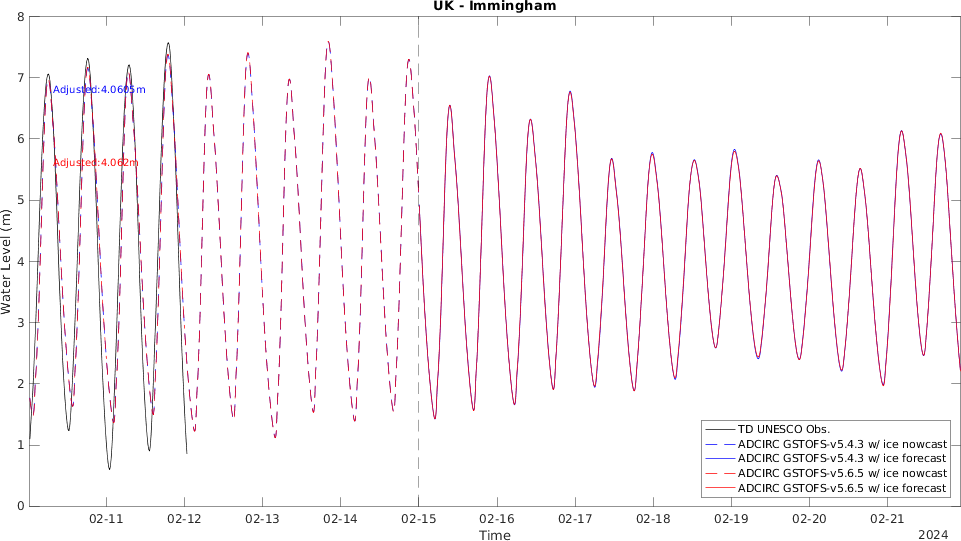 UK - Immingham
8
7
6
5
4
3
2
1
0
Water Level (m)
Adjusted:4.0605m
Adjusted:4.062m
TD UNESCO Obs.
ADCIRC GSTOFS-v5.4.3 w/ ice nowcast
ADCIRC GSTOFS-v5.4.3 w/ ice forecast
ADCIRC GSTOFS-v5.6.5 w/ ice nowcast
ADCIRC GSTOFS-v5.6.5 w/ ice forecast
02-11 02-12 02-13 02-14 02-15 02-16 02-17 02-18 02-19 02-20 02-21
Time
2024